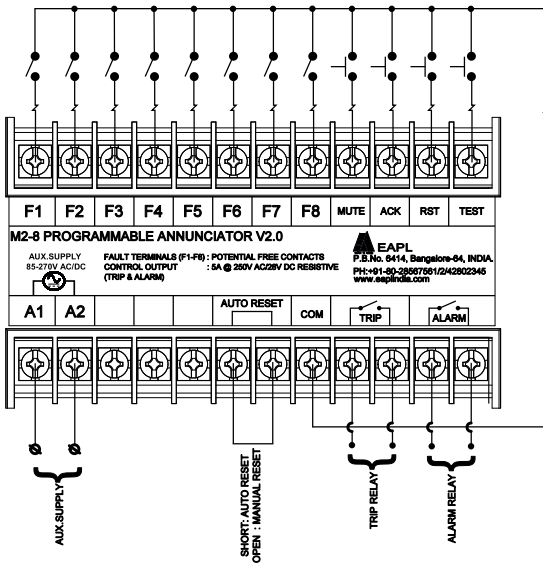 F1 F2 F3 F4 F5 F6 F7 F8 MUTE ACK RST TEST
M2-8 PROGRAMMABLE ANNUNCIATOR V2.0
AUX.SUPPLY
85-270V AC/DC
FAULT TERMINALS (F1-F8) : POTENTIAL FREE CONTACTS
CONTROL OUTPUT : 5A @ 250V AC/28V DC RESISTIVE
(TRIP & ALARM)
EAPL
P.B.No. 6414, Bangalore-64, INDIA.
PH:+91-80-28567561/2/42802345
www.eaplindia.com
A1 A2 AUTO RESET COM TRIP ALARM
AUX.SUPPLY
SHORT: AUTO RESET
OPEN : MANUAL RESET
TRIP RELAY
ALARM RELAY